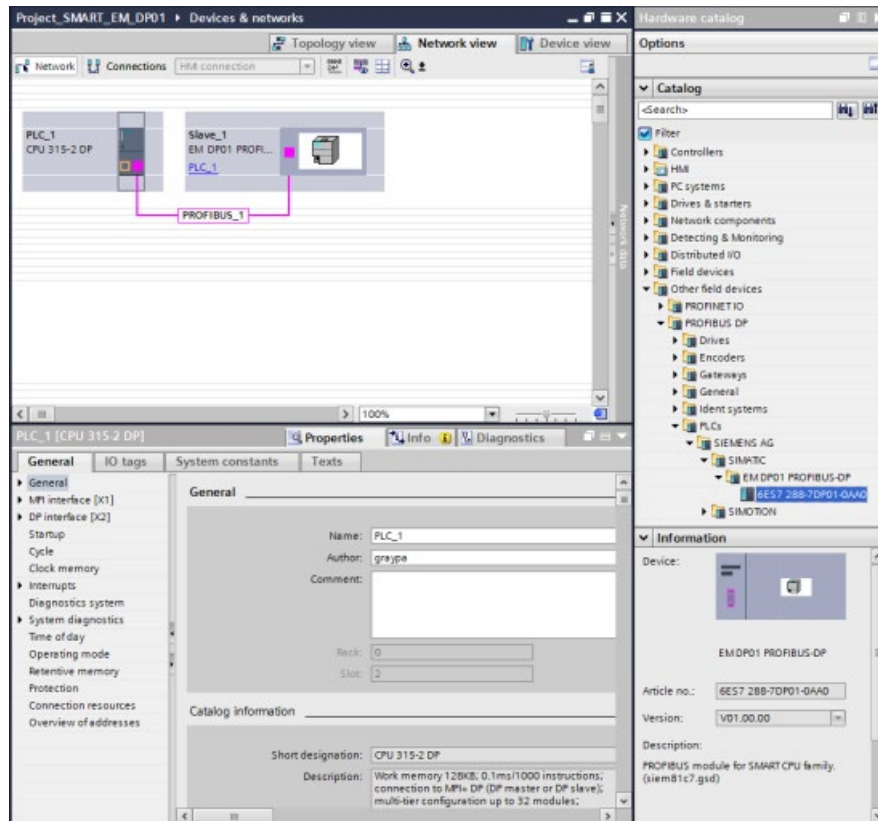 Project_SMART_EM_DP01 ▸ Devices & networks
Topology view
Network view
Device view
Network
Connections
HMI connection
PLC_1
CPU 315-2 DP
Slave_1
EM DP01 PROFI...
PLC_1
PROFIBUS_1
Network data
100%
PLC_1 [CPU 315-2 DP]
Properties
Info
Diagnostics
General
IO tags
System constants
Texts
General
MPI interface [X1]
DP interface [X2]
Startup
Cycle
Clock memory
Interrupts
Diagnostics system
System diagnostics
Time of day
Operating mode
Retentive memory
Protection
Connection resources
Overview of addresses
General
Name: PLC_1
Author: graypa
Comment:
Rack: 0
Slot: 2
Catalog information
Short designation: CPU 315-2 DP
Description: Work memory 128KB; 0.1ms/1000 instructions;
connection to MPI+ DP (DP master or DP slave);
multi-tier configuration up to 32 modules;
Hardware catalog
Options
Catalog
<Search>
Filter
Controllers
HMI
PC systems
Drives & starters
Network components
Detecting & Monitoring
Distributed I/O
Field devices
Other field devices
PROFINET IO
PROFIBUS DP
Drives
Encoders
Gateways
General
Ident systems
PLCs
SIEMENS AG
SIMATIC
EM DP01 PROFIBUS-DP
6ES7 288-7DP01-0AA0
SIMOTION
Information
Device:
EM DP01 PROFIBUS-DP
Article no.: 6ES7 288-7DP01-0AA0
Version: V01.00.00
Description:
PROFIBUS module for SMART CPU family.
(siem81c7.gsd)